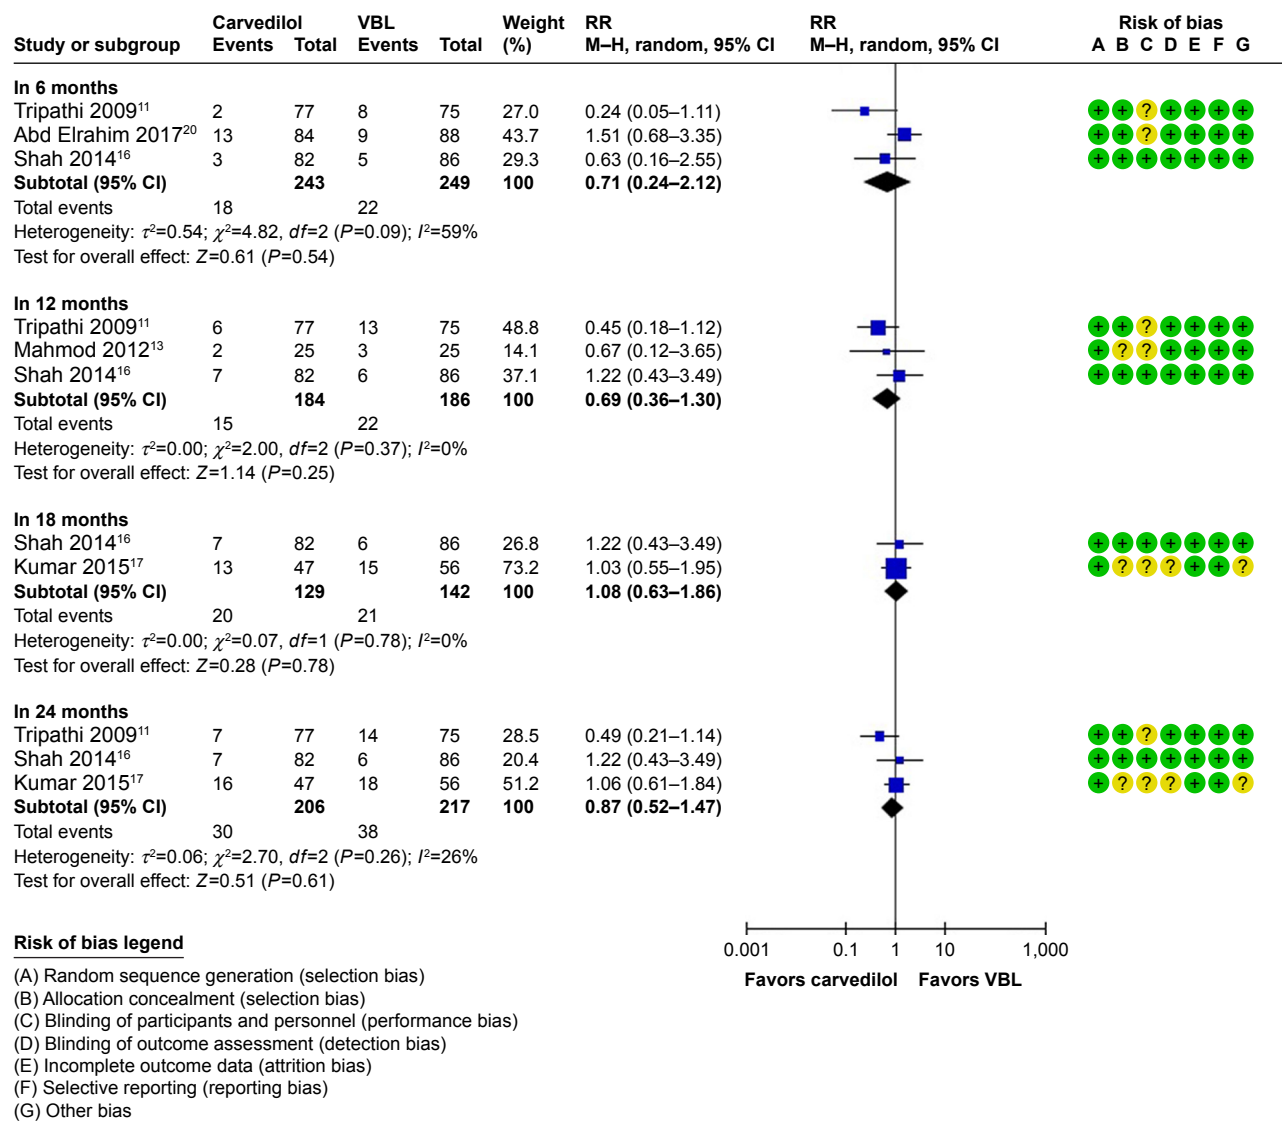 Carvedilol VBL Weight RR RR Risk of bias
Study or subgroup Events Total Events Total (%) M–H, random, 95% CI M–H, random, 95% CI A B C D E F G
In 6 months
Tripathi 2009¹¹ 2 77 8 75 27.0 0.24 (0.05–1.11) + + ? + + + +
Abd Elrahim 2017²⁰ 13 84 9 88 43.7 1.51 (0.68–3.35) + + ? + + + +
Shah 2014¹⁶ 3 82 5 86 29.3 0.63 (0.16–2.55) + + + + + + +
Subtotal (95% CI) 243 249 100 0.71 (0.24–2.12)
Total events 18 22
Heterogeneity: τ²=0.54; χ²=4.82, df=2 (P=0.09); I²=59%
Test for overall effect: Z=0.61 (P=0.54)
In 12 months
Tripathi 2009¹¹ 6 77 13 75 48.8 0.45 (0.18–1.12) + + ? + + + +
Mahmod 2012¹³ 2 25 3 25 14.1 0.67 (0.12–3.65) + ? ? + + + +
Shah 2014¹⁶ 7 82 6 86 37.1 1.22 (0.43–3.49) + + + + + + +
Subtotal (95% CI) 184 186 100 0.69 (0.36–1.30)
Total events 15 22
Heterogeneity: τ²=0.00; χ²=2.00, df=2 (P=0.37); I²=0%
Test for overall effect: Z=1.14 (P=0.25)
In 18 months
Shah 2014¹⁶ 7 82 6 86 26.8 1.22 (0.43–3.49) + + + + + + +
Kumar 2015¹⁷ 13 47 15 56 73.2 1.03 (0.55–1.95) + ? ? ? + + ?
Subtotal (95% CI) 129 142 100 1.08 (0.63–1.86)
Total events 20 21
Heterogeneity: τ²=0.00; χ²=0.07, df=1 (P=0.78); I²=0%
Test for overall effect: Z=0.28 (P=0.78)
In 24 months
Tripathi 2009¹¹ 7 77 14 75 28.5 0.49 (0.21–1.14) + + ? + + + +
Shah 2014¹⁶ 7 82 6 86 20.4 1.22 (0.43–3.49) + + + + + + +
Kumar 2015¹⁷ 16 47 18 56 51.2 1.06 (0.61–1.84) + ? ? ? + + ?
Subtotal (95% CI) 206 217 100 0.87 (0.52–1.47)
Total events 30 38
Heterogeneity: τ²=0.06; χ²=2.70, df=2 (P=0.26); I²=26%
Test for overall effect: Z=0.51 (P=0.61)
0.001 0.1 1 10 1,000
Favors carvedilol Favors VBL
Risk of bias legend
(A) Random sequence generation (selection bias)
(B) Allocation concealment (selection bias)
(C) Blinding of participants and personnel (performance bias)
(D) Blinding of outcome assessment (detection bias)
(E) Incomplete outcome data (attrition bias)
(F) Selective reporting (reporting bias)
(G) Other bias